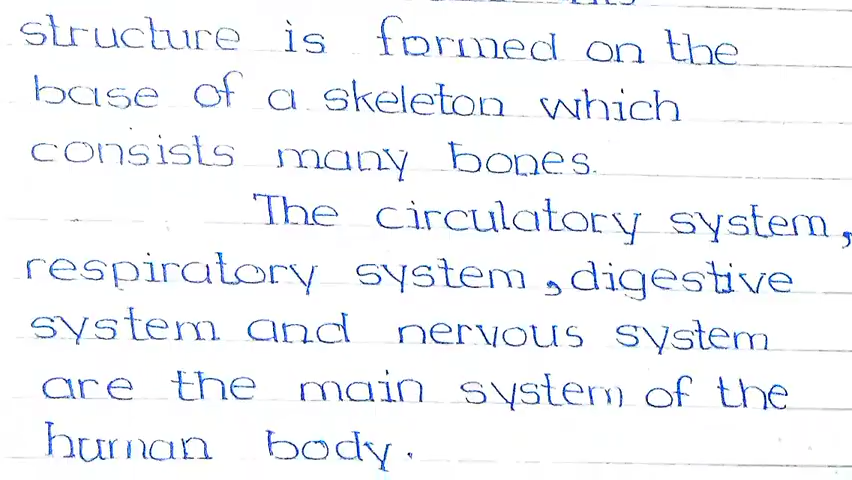 structure is formed on the
base of a skeleton which
consists many bones.
The circulatory system,
respiratory system, digestive
system and nervous system
are the main system of the
human body.